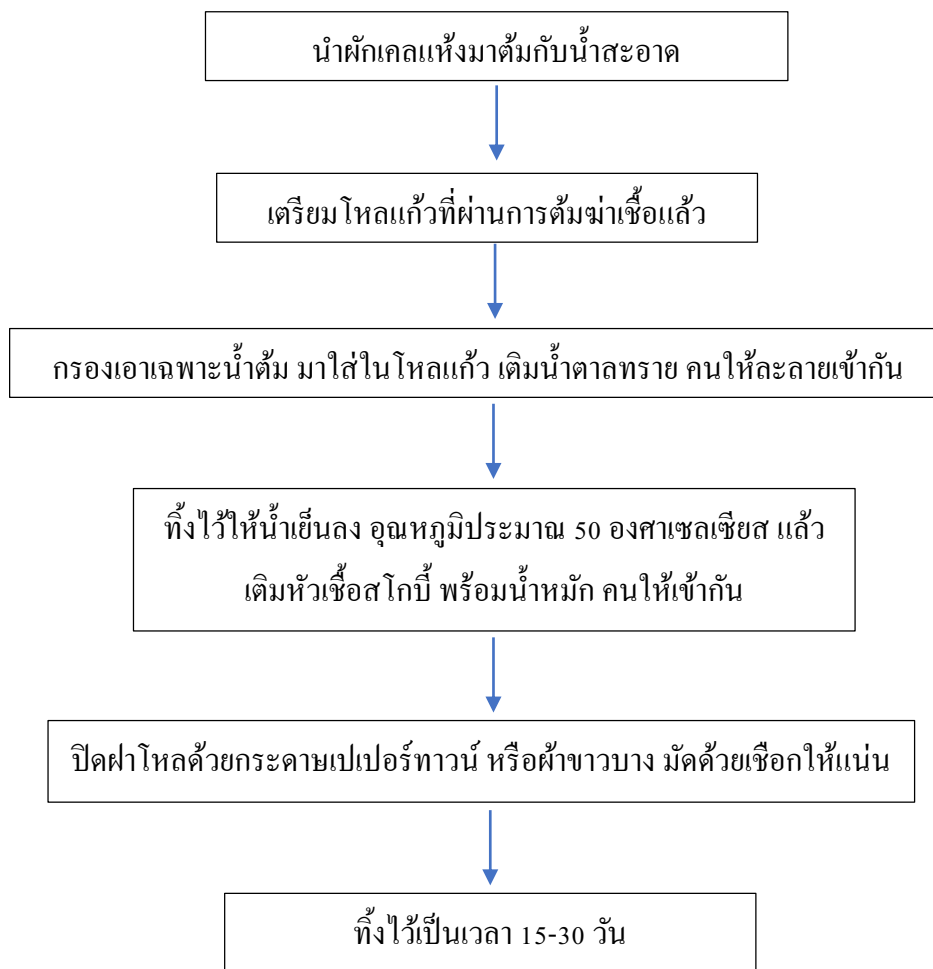 นำผักเคลแห้งมาต้มกับน้ำสะอาด
เตรียมโหลแก้วที่ผ่านการต้มฆ่าเชื้อแล้ว
กรองเอาเฉพาะน้ำต้ม มาใส่ในโหลแก้ว เติมน้ำตาลทราย คนให้ละลายเข้ากัน
ทิ้งไว้ให้น้ำเย็นลง อุณหภูมิประมาณ 50 องศาเซลเซียส แล้ว
เติมหัวเชื้อสโกบี้ พร้อมน้ำหมัก คนให้เข้ากัน
ปิดฝาโหลด้วยกระดาษเปเปอร์ทาวน์ หรือผ้าขาวบาง มัดด้วยเชือกให้แน่น
ทิ้งไว้เป็นเวลา 15-30 วัน